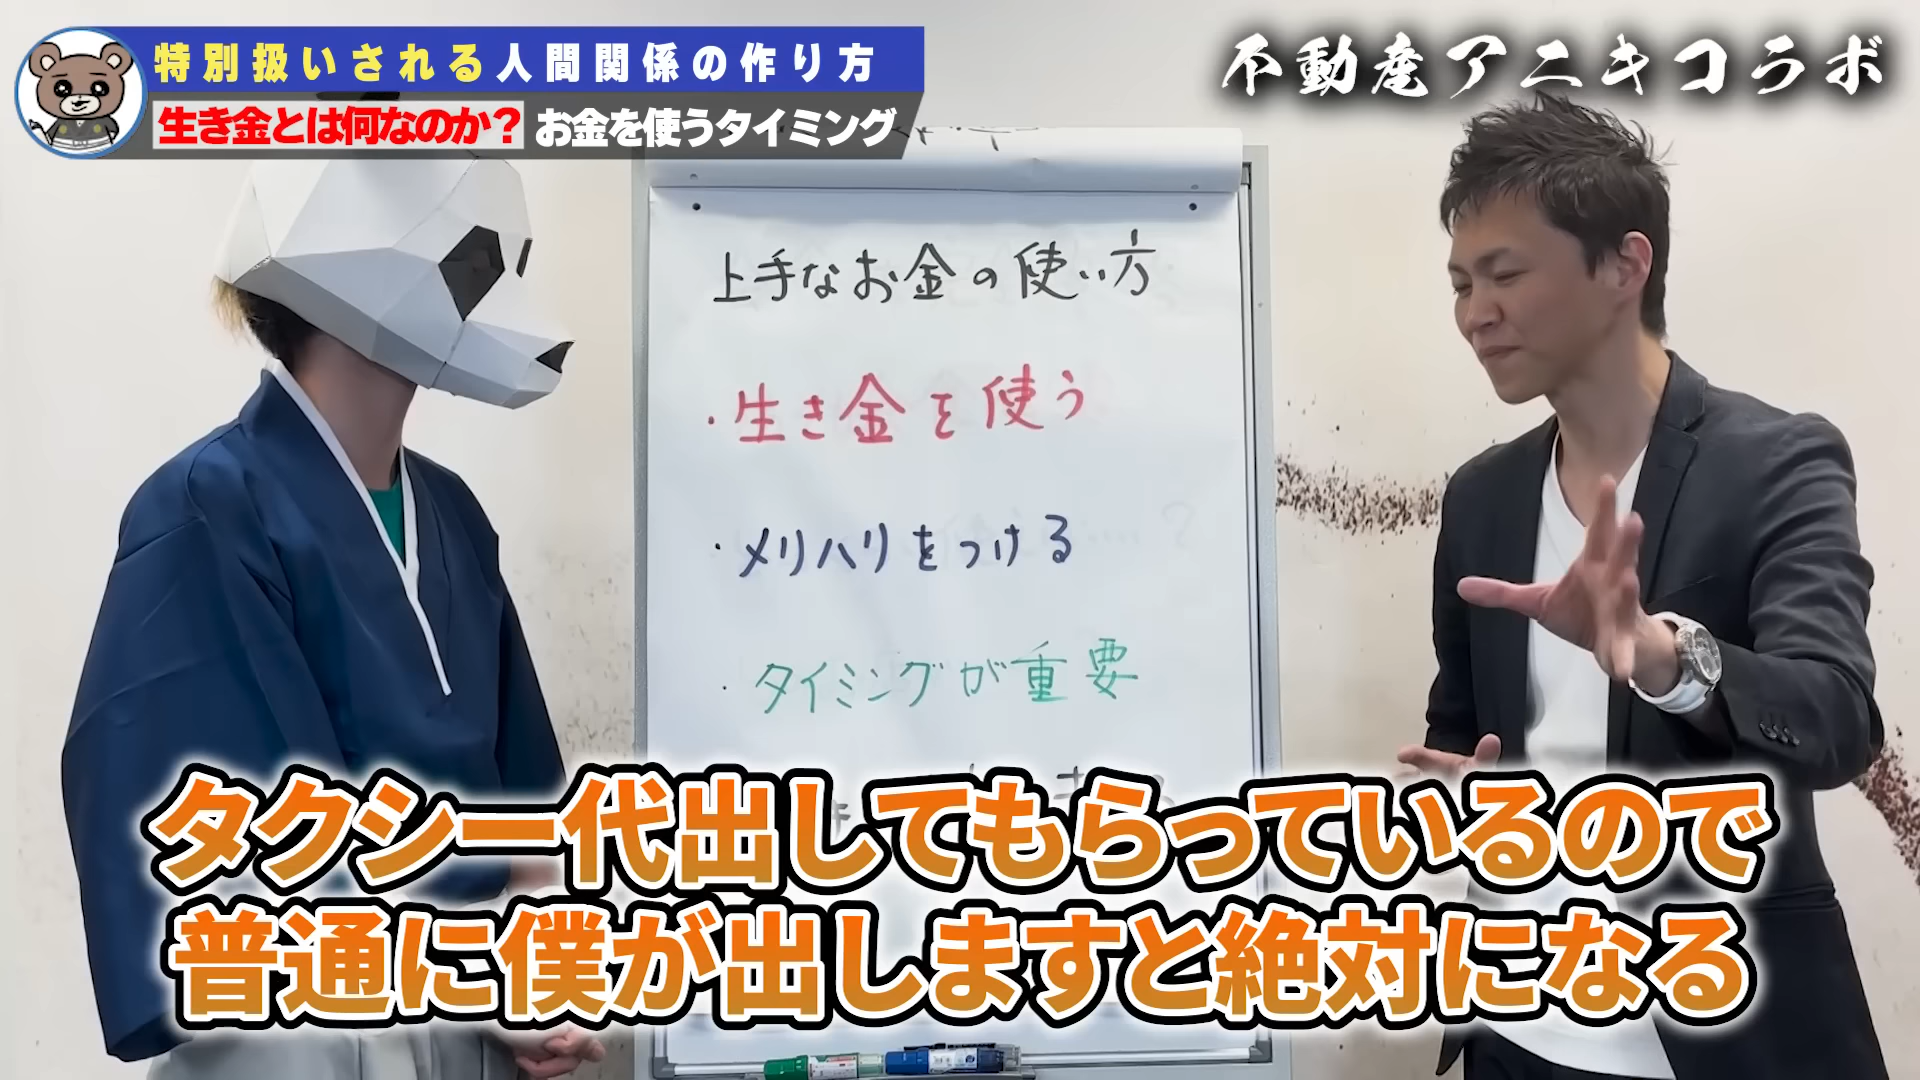 特別扱いされる人間関係の作り方
生き金とは何なのか？お金を使うタイミング
不動産アニキコラボ
上手なお金の使い方
・生き金を使う
・メリハリをつける
・タイミングが重要
タクシー代出してもらっているので
普通に僕が出しますと絶対になる